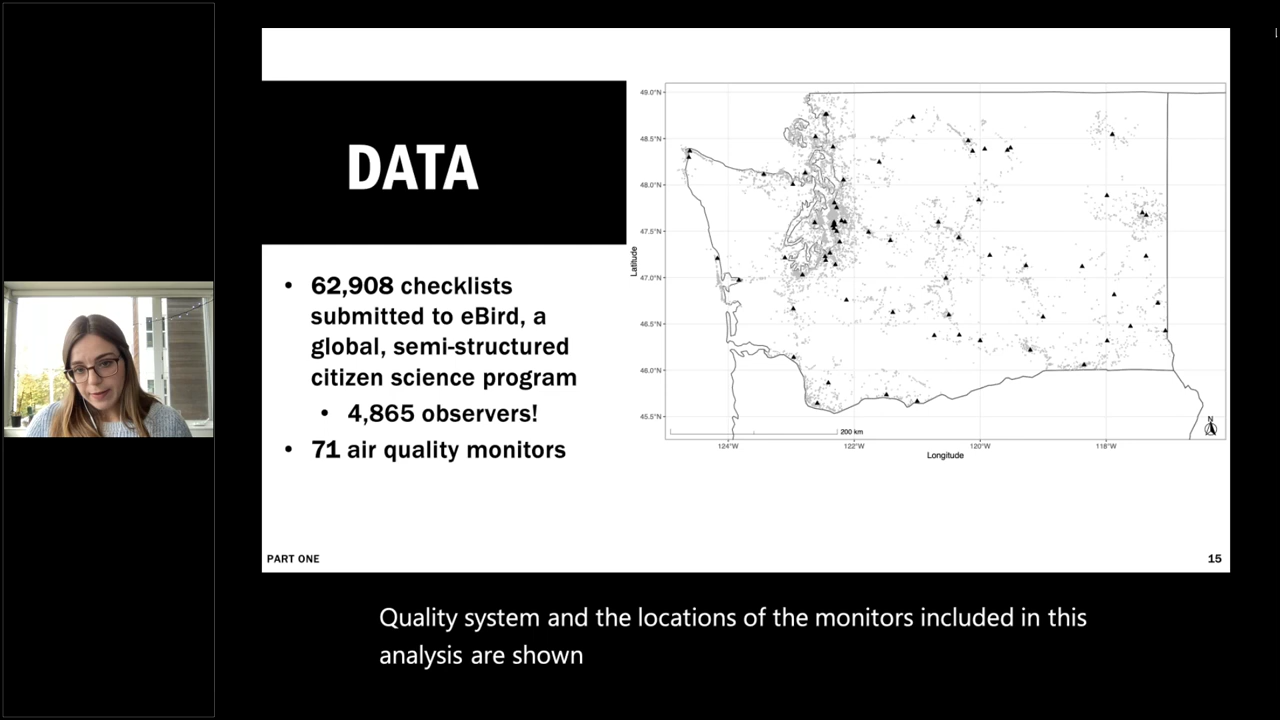 DATA
• 62,908 checklists
submitted to eBird, a
global, semi-structured
citizen science program
• 4,865 observers!
• 71 air quality monitors
49.0°N
48.5°N
48.0°N
47.5°N
47.0°N
46.5°N
46.0°N
45.5°N
Latitude
200 km
N
124°W
122°W
120°W
118°W
Longitude
PART ONE
15
Quality system and the locations of the monitors included in this
analysis are shown